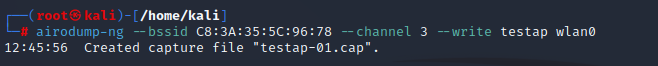 ┌──(root㉿kali)-[/home/kali]
└─# airodump-ng --bssid C8:3A:35:5C:96:78 --channel 3 --write testap wlan0
12:45:56  Created capture file "testap-01.cap".